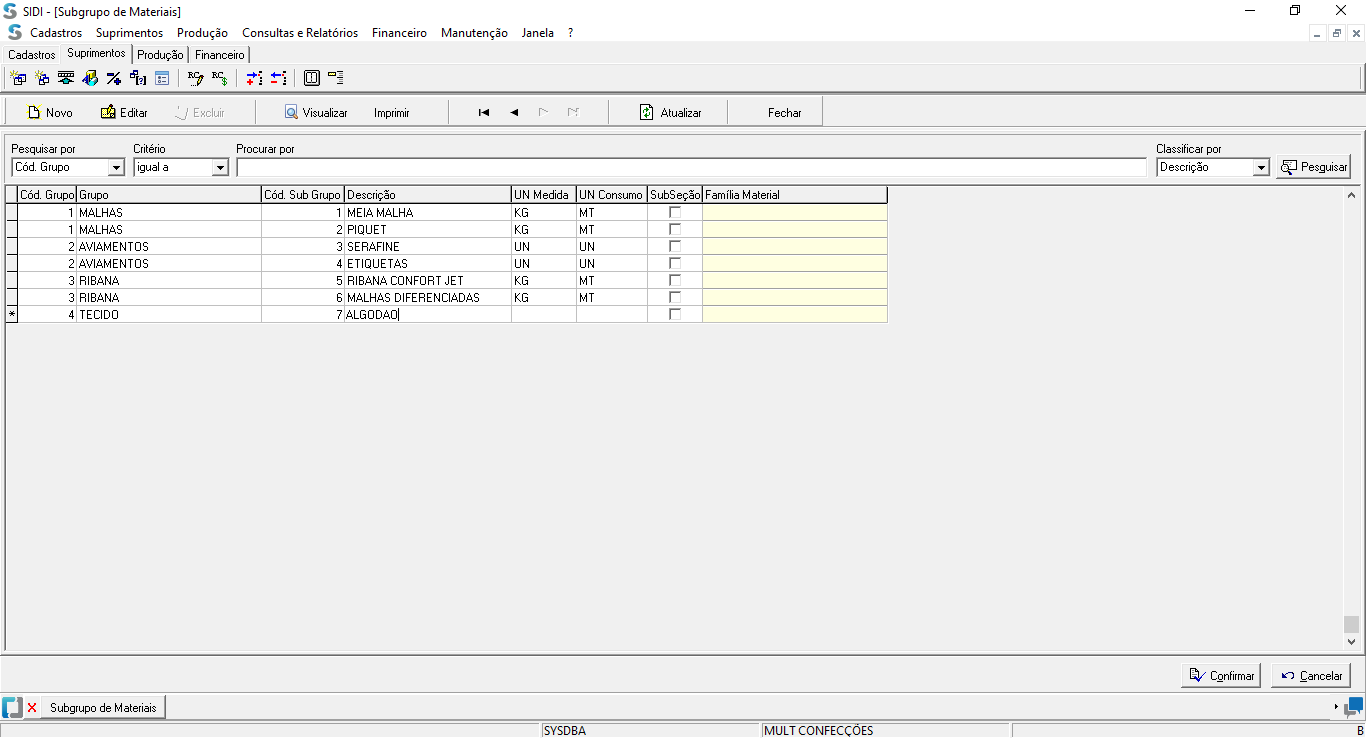 SIDI - [Subgrupo de Materiais]
Cadastros Suprimentos Produção Consultas e Relatórios Financeiro Manutenção Janela ?
Cadastros Suprimentos Produção Financeiro
Novo Editar Excluir Visualizar Imprimir Atualizar Fechar
Pesquisar por Critério Procurar por Classificar por
Cód. Grupo igual a Descrição Pesquisar
Cód. Grupo Grupo Cód. Sub Grupo Descrição UN Medida UN Consumo SubSeção Família Material
1 MALHAS 1 MEIA MALHA KG MT
1 MALHAS 2 PIQUET KG MT
2 AVIAMENTOS 3 SERAFINE UN UN
2 AVIAMENTOS 4 ETIQUETAS UN UN
3 RIBANA 5 RIBANA CONFORT JET KG MT
3 RIBANA 6 MALHAS DIFERENCIADAS KG MT
* 4 TECIDO 7 ALGODAO
Confirmar Cancelar
Subgrupo de Materiais
SYSDBA MULT CONFECÇÕES B